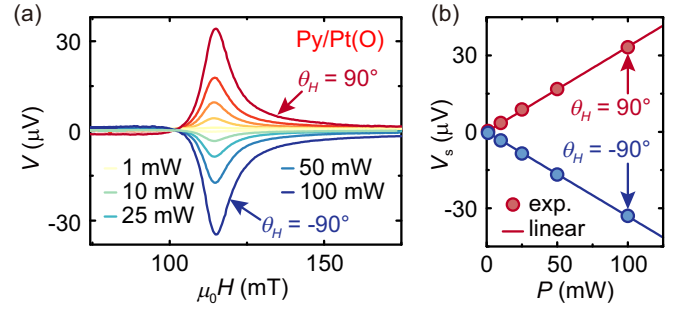 (a)
30
0
-30
V (μV)
Py/Pt(O)
θH = 90°
1 mW
50 mW
10 mW
100 mW
25 mW
θH = -90°
100
150
μ0H (mT)
(b)
30
0
-30
Vs (μV)
θH = 90°
θH = -90°
exp.
linear
0
50
100
P (mW)